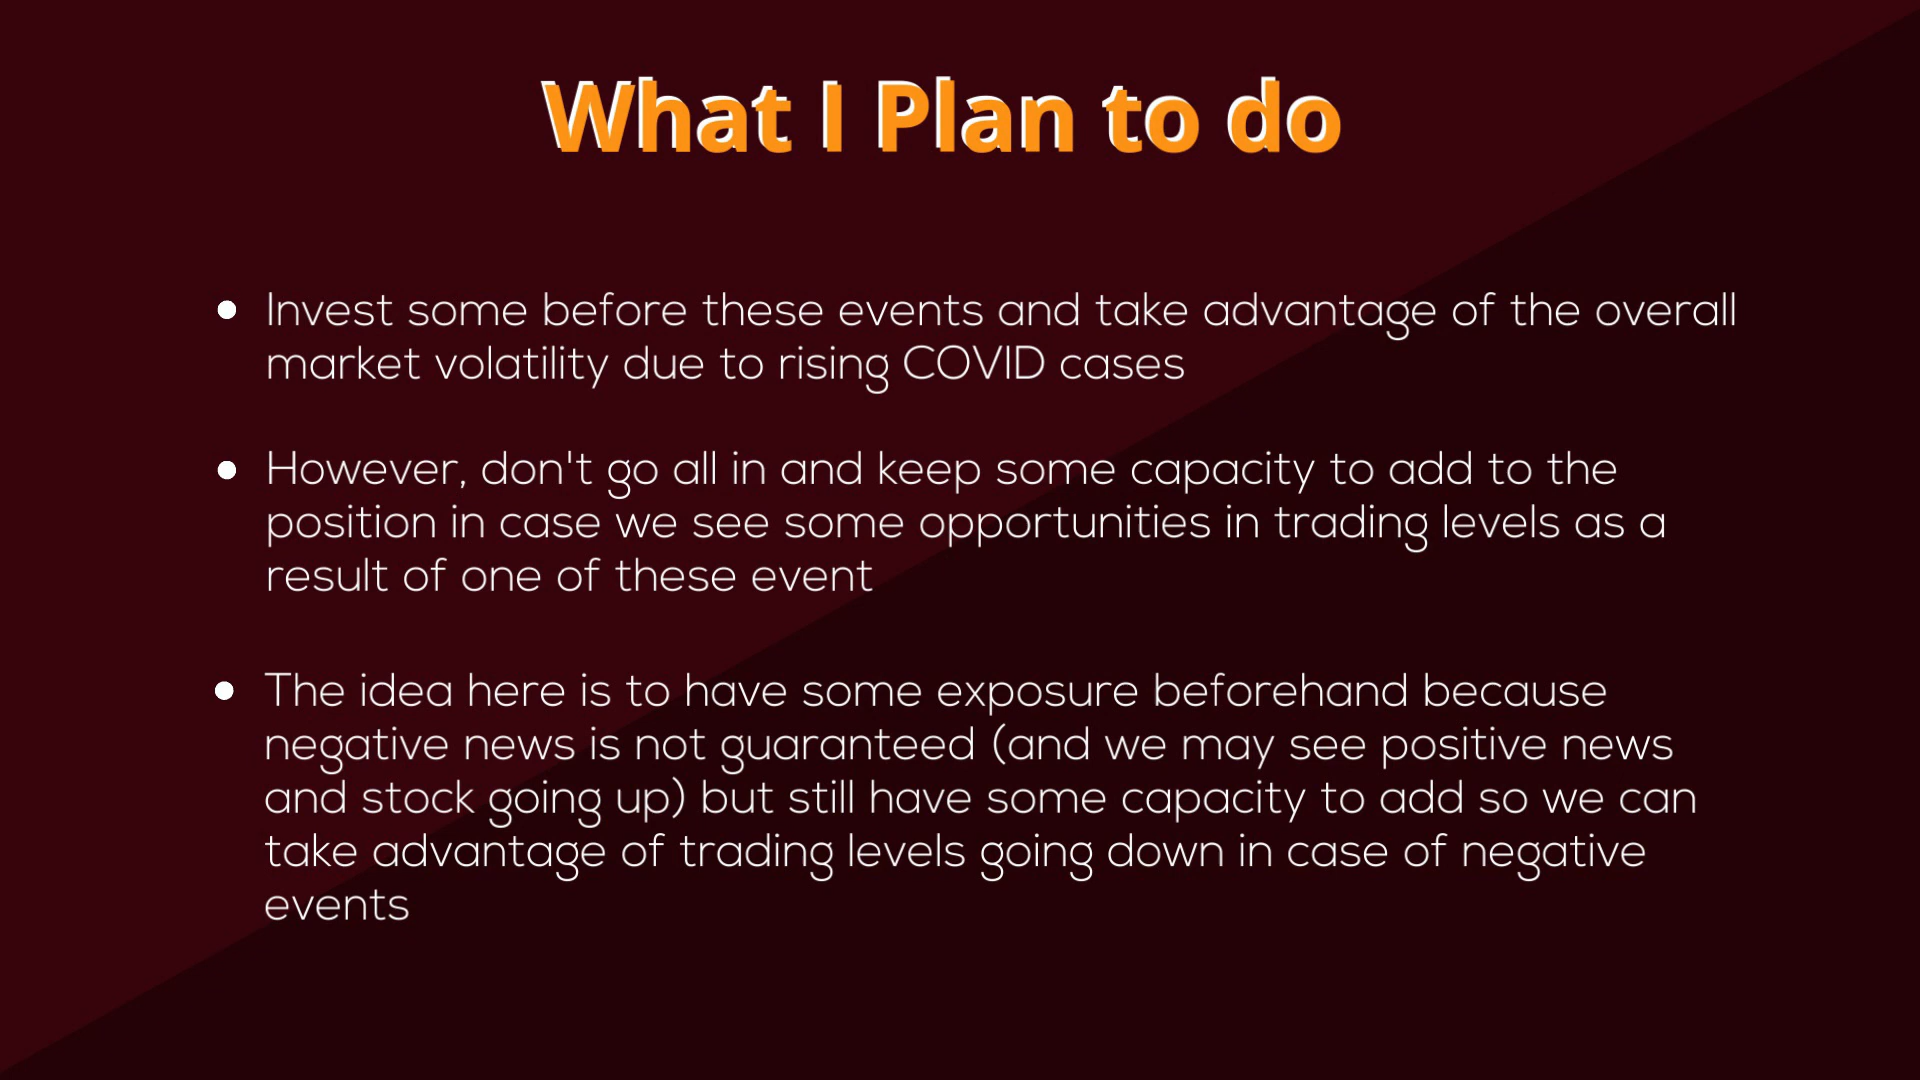 What I Plan to do
• Invest some before these events and take advantage of the overall
market volatility due to rising COVID cases
• However, don't go all in and keep some capacity to add to the
position in case we see some opportunities in trading levels as a
result of one of these event
• The idea here is to have some exposure beforehand because
negative news is not guaranteed (and we may see positive news
and stock going up) but still have some capacity to add so we can
take advantage of trading levels going down in case of negative
events